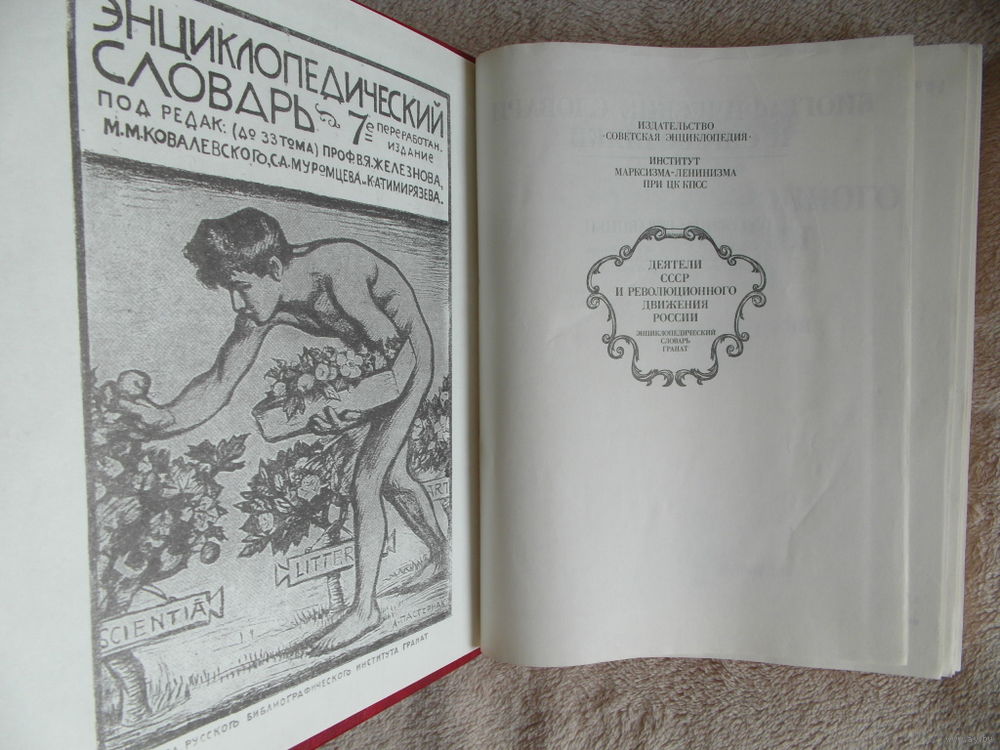 ЭНЦИКЛОПЕДИЧЕСКИЙ
СЛОВАРЬ
7е ПЕРЕРАБОТАН.
ИЗДАНИЕ
ПОД РЕДАК: (ДО 33 ТОМА) ПРОФ. В.Я. ЖЕЛЕЗНОВА,
М.М. КОВАЛЕВСКОГО, С.А. МУРОМЦЕВА К.А. ТИМИРЯЗЕВА
ART
LITTER
SCIENTIA
Л. ПАСТЕРНАК
РУССКОГО БИБЛИОГРАФИЧЕСКОГО ИНСТИТУТА ГРАНАТ
ИЗДАТЕЛЬСТВО
«СОВЕТСКАЯ ЭНЦИКЛОПЕДИЯ»
ИНСТИТУТ
МАРКСИЗМА-ЛЕНИНИЗМА
ПРИ ЦК КПСС
ДЕЯТЕЛИ
СССР
И РЕВОЛЮЦИОННОГО
ДВИЖЕНИЯ
РОССИИ
ЭНЦИКЛОПЕДИЧЕСКИЙ
СЛОВАРЬ
ГРАНАТ